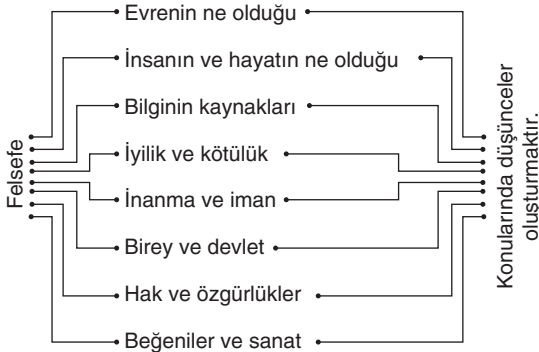 Felsefe
Evrenin ne olduğu
İnsanın ve hayatın ne olduğu
Bilginin kaynakları
İyilik ve kötülük
İnanma ve iman
Birey ve devlet
Hak ve özgürlükler
Beğeniler ve sanat
Konularında düşünceler
olusturmaktır.